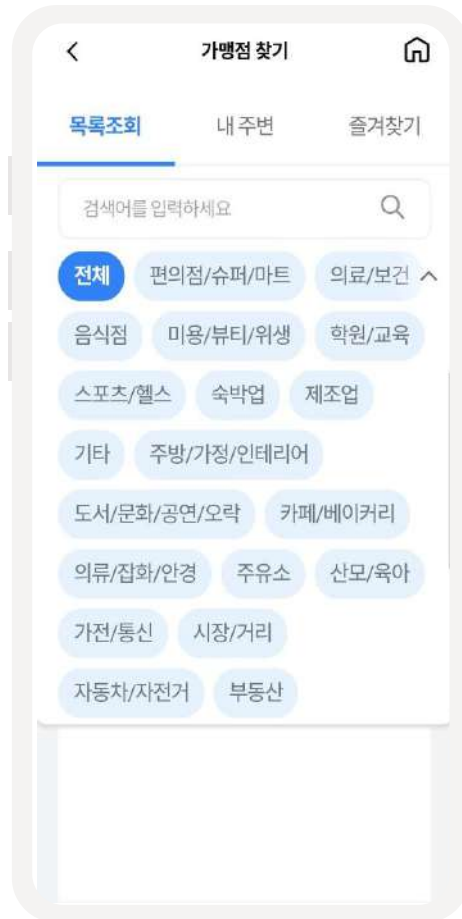 가맹점 찾기
목록조회 내 주변 즐겨찾기
검색어를 입력하세요
전체 편의점/슈퍼/마트 의료/보건
음식점 미용/뷰티/위생 학원/교육
스포츠/헬스 숙박업 제조업
기타 주방/가정/인테리어
도서/문화/공연/오락 카페/베이커리
의류/잡화/안경 주유소 산모/육아
가전/통신 시장/거리
자동차/자전거 부동산